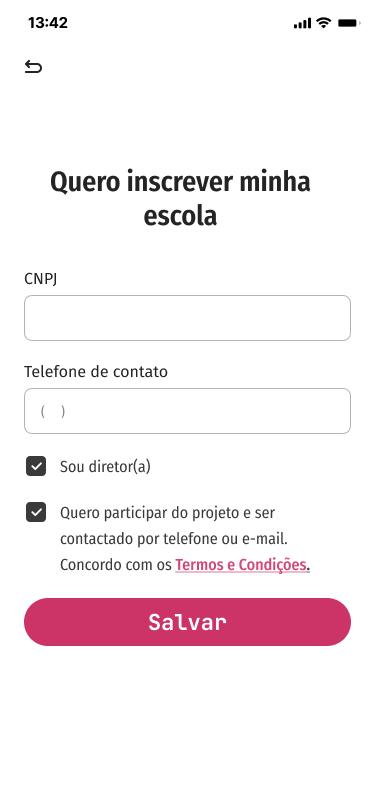 13:42
Quero inscrever minha
escola
CNPJ
Telefone de contato
( )
Sou diretor(a)
Quero participar do projeto e ser
contactado por telefone ou e-mail.
Concordo com os Termos e Condições.
Salvar